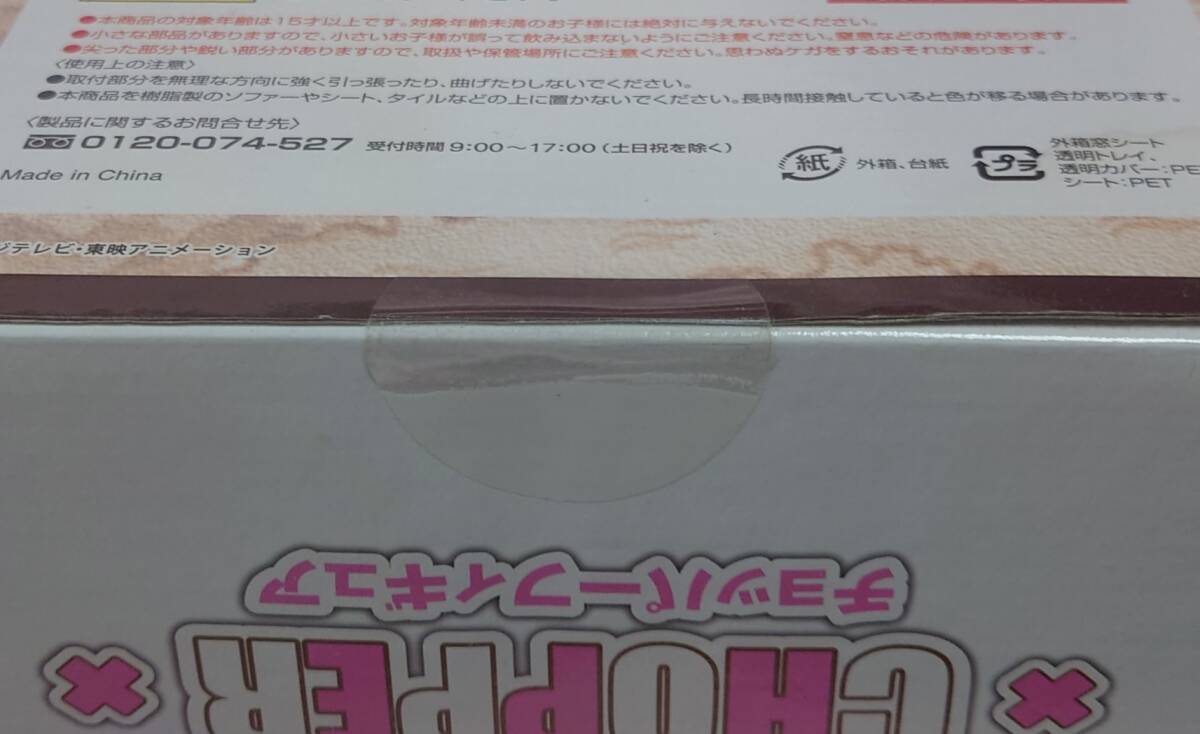 ●本商品の対象年齢は15才以上です。対象年齢未満のお子様には絶対に与えないでください。
●小さな部品がありますので、小さいお子様が誤って飲み込まないようにご注意ください。窒息などの危険があります。
●尖った部分や鋭い部分がありますので、取扱や保管場所にご注意ください。思わぬケガをするおそれがあります。
〈使用上の注意〉
●取付部分を無理な方向に強く引っ張ったり、曲げたりしないでください。
●本商品を樹脂製のソファーやシート、タイルなどの上に置かないでください。長時間接触していると色が移る場合があります。
〈製品に関するお問合せ先〉
0120-074-527 受付時間9:00～17:00(土日祝を除く)
紙 外箱、台紙
プラ 外箱窓シート
透明トレイ、
透明カバー:PE
シート:PET
Made in China
ジテレビ・東映アニメーション
チョッパーフィギュア
CHOPPER